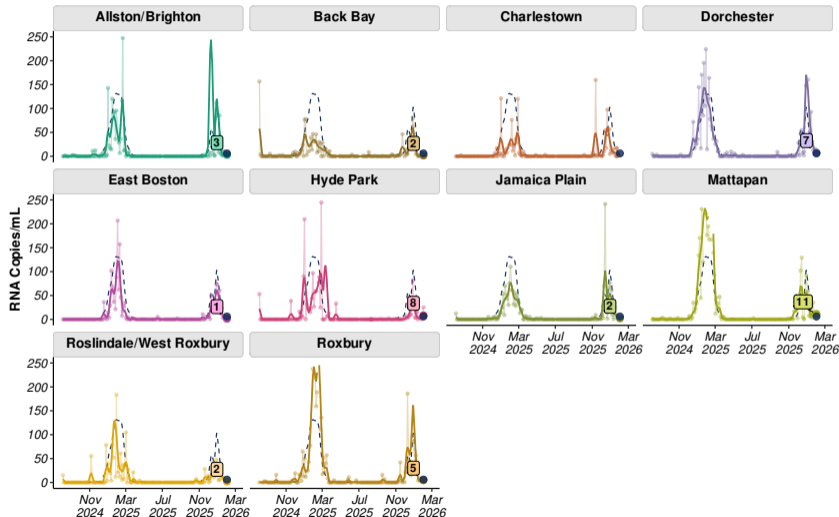 Allston/Brighton Back Bay Charlestown Dorchester
250
200
150
100
50
0
3 2 7
East Boston Hyde Park Jamaica Plain Mattapan
RNA Copies/mL
250
200
150
100
50
0
1 8 2 11
Nov Mar Jul Nov Mar Nov Mar Jul Nov Mar
2024 2025 2025 2025 2026 2024 2025 2025 2025 2026
Roslindale/West Roxbury Roxbury
250
200
150
100
50
0
2 5
Nov Mar Jul Nov Mar Nov Mar Jul Nov Mar
2024 2025 2025 2025 2026 2024 2025 2025 2025 2026